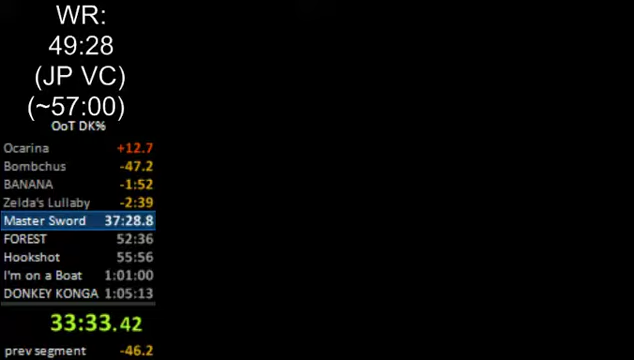 WR:
49:28
(JP VC)
(~57:00)
OoT DK%
Ocarina +12.7
Bombchus -47.2
BANANA -1:52
Zelda's Lullaby -2:39
Master Sword 37:28.8
FOREST 52:36
Hookshot 55:56
I'm on a Boat 1:01:00
DONKEY KONGA 1:05:13
33:33.42
prev segment -46.2